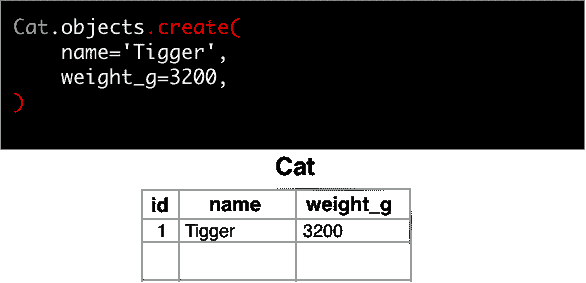 Cat.objects.create(
    name='Tigger',
    weight_g=3200,
)
Cat
id name weight_g
1 Tigger 3200